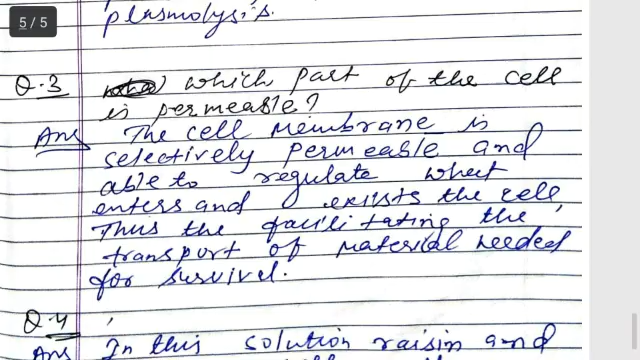 5 / 5
plasmolysis.
Q.3 which part of the cell
is permeable?
Ans The cell membrane is
selectively permeable and
able to regulate what
enters and exists the cell,
Thus the facilitating the
transport of material needed
for survival.
Q.4
Ans In this solution raisin and